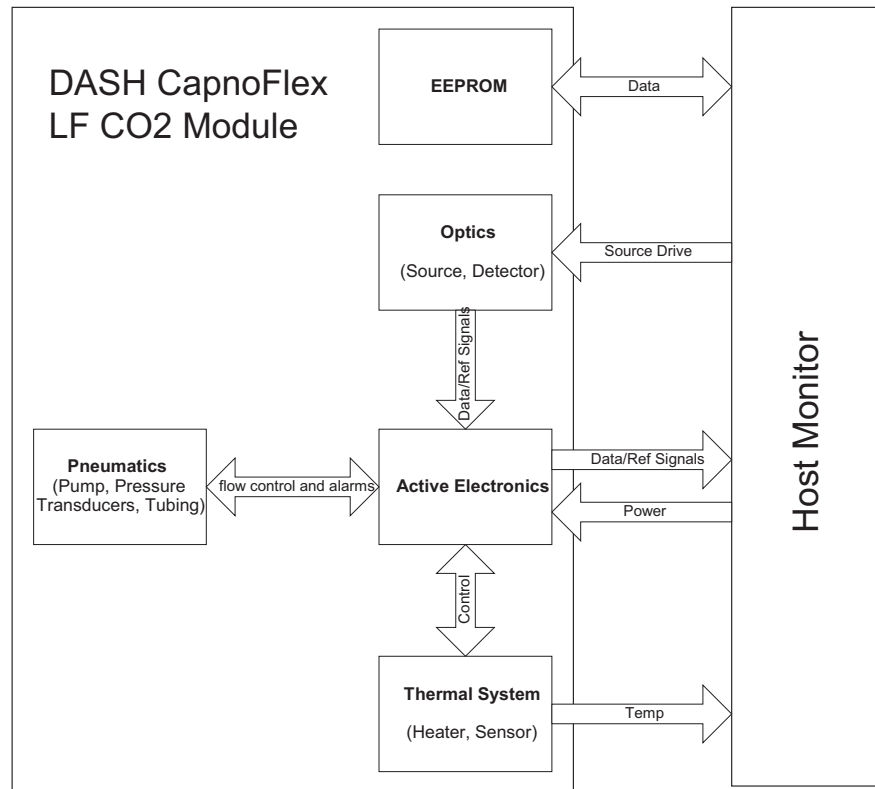 DASH CapnoFlex
LF CO2 Module
EEPROM
Data
Optics
(Source, Detector)
Source Drive
Data/Ref Signals
Pneumatics
(Pump, Pressure
Transducers, Tubing)
flow control and alarms
Active Electronics
Data/Ref Signals
Power
Control
Thermal System
(Heater, Sensor)
Temp
Host Monitor